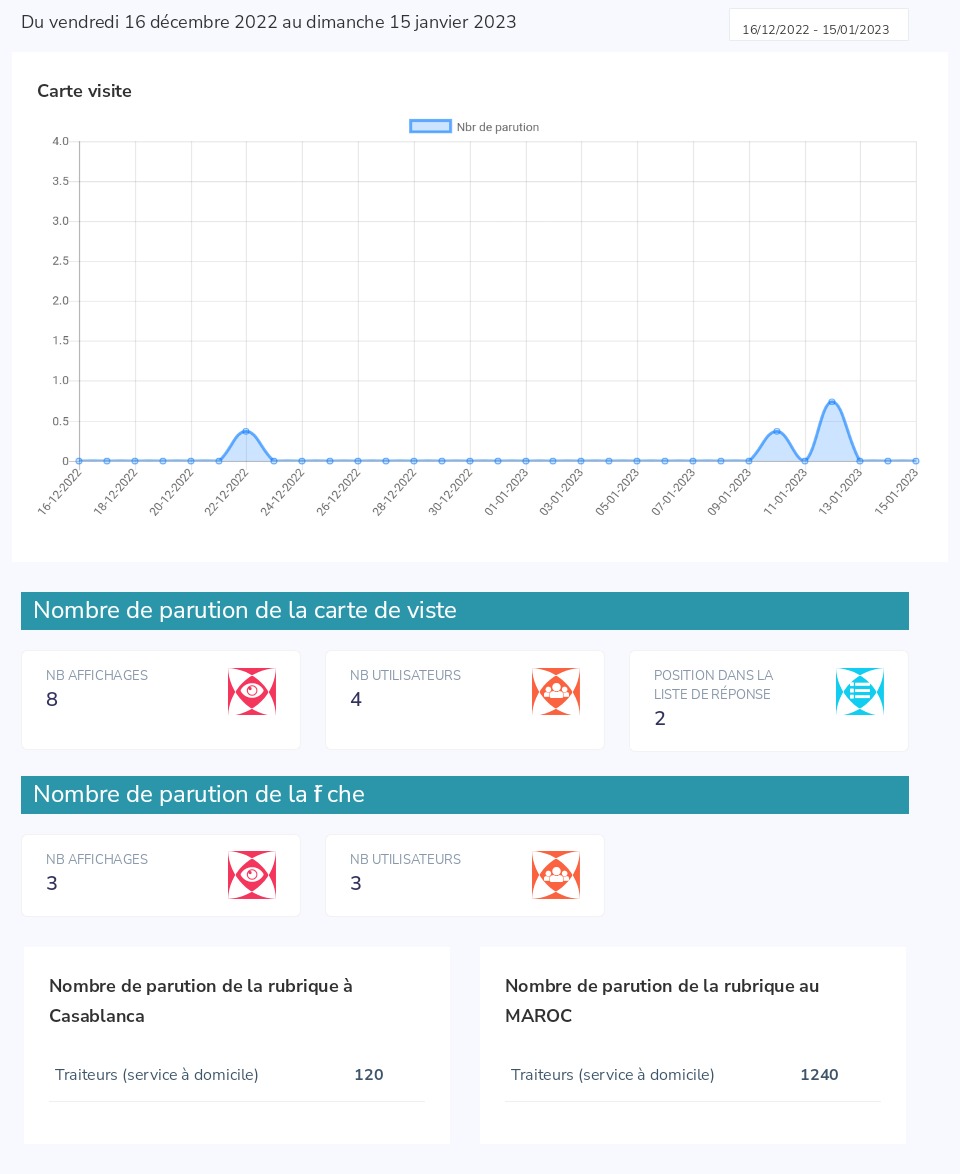 Du vendredi 16 décembre 2022 au dimanche 15 janvier 2023
16/12/2022 - 15/01/2023
Carte visite
Nbr de parution
4.0
3.5
3.0
2.5
2.0
1.5
1.0
0.5
0
16-12-2022
18-12-2022
20-12-2022
22-12-2022
24-12-2022
26-12-2022
28-12-2022
30-12-2022
01-01-2023
03-01-2023
05-01-2023
07-01-2023
09-01-2023
11-01-2023
13-01-2023
15-01-2023
Nombre de parution de la carte de viste
NB AFFICHAGES
8
NB UTILISATEURS
4
POSITION DANS LA
LISTE DE RÉPONSE
2
Nombre de parution de la f che
NB AFFICHAGES
3
NB UTILISATEURS
3
Nombre de parution de la rubrique à
Casablanca
Traiteurs (service à domicile) 120
Nombre de parution de la rubrique au
MAROC
Traiteurs (service à domicile) 1240